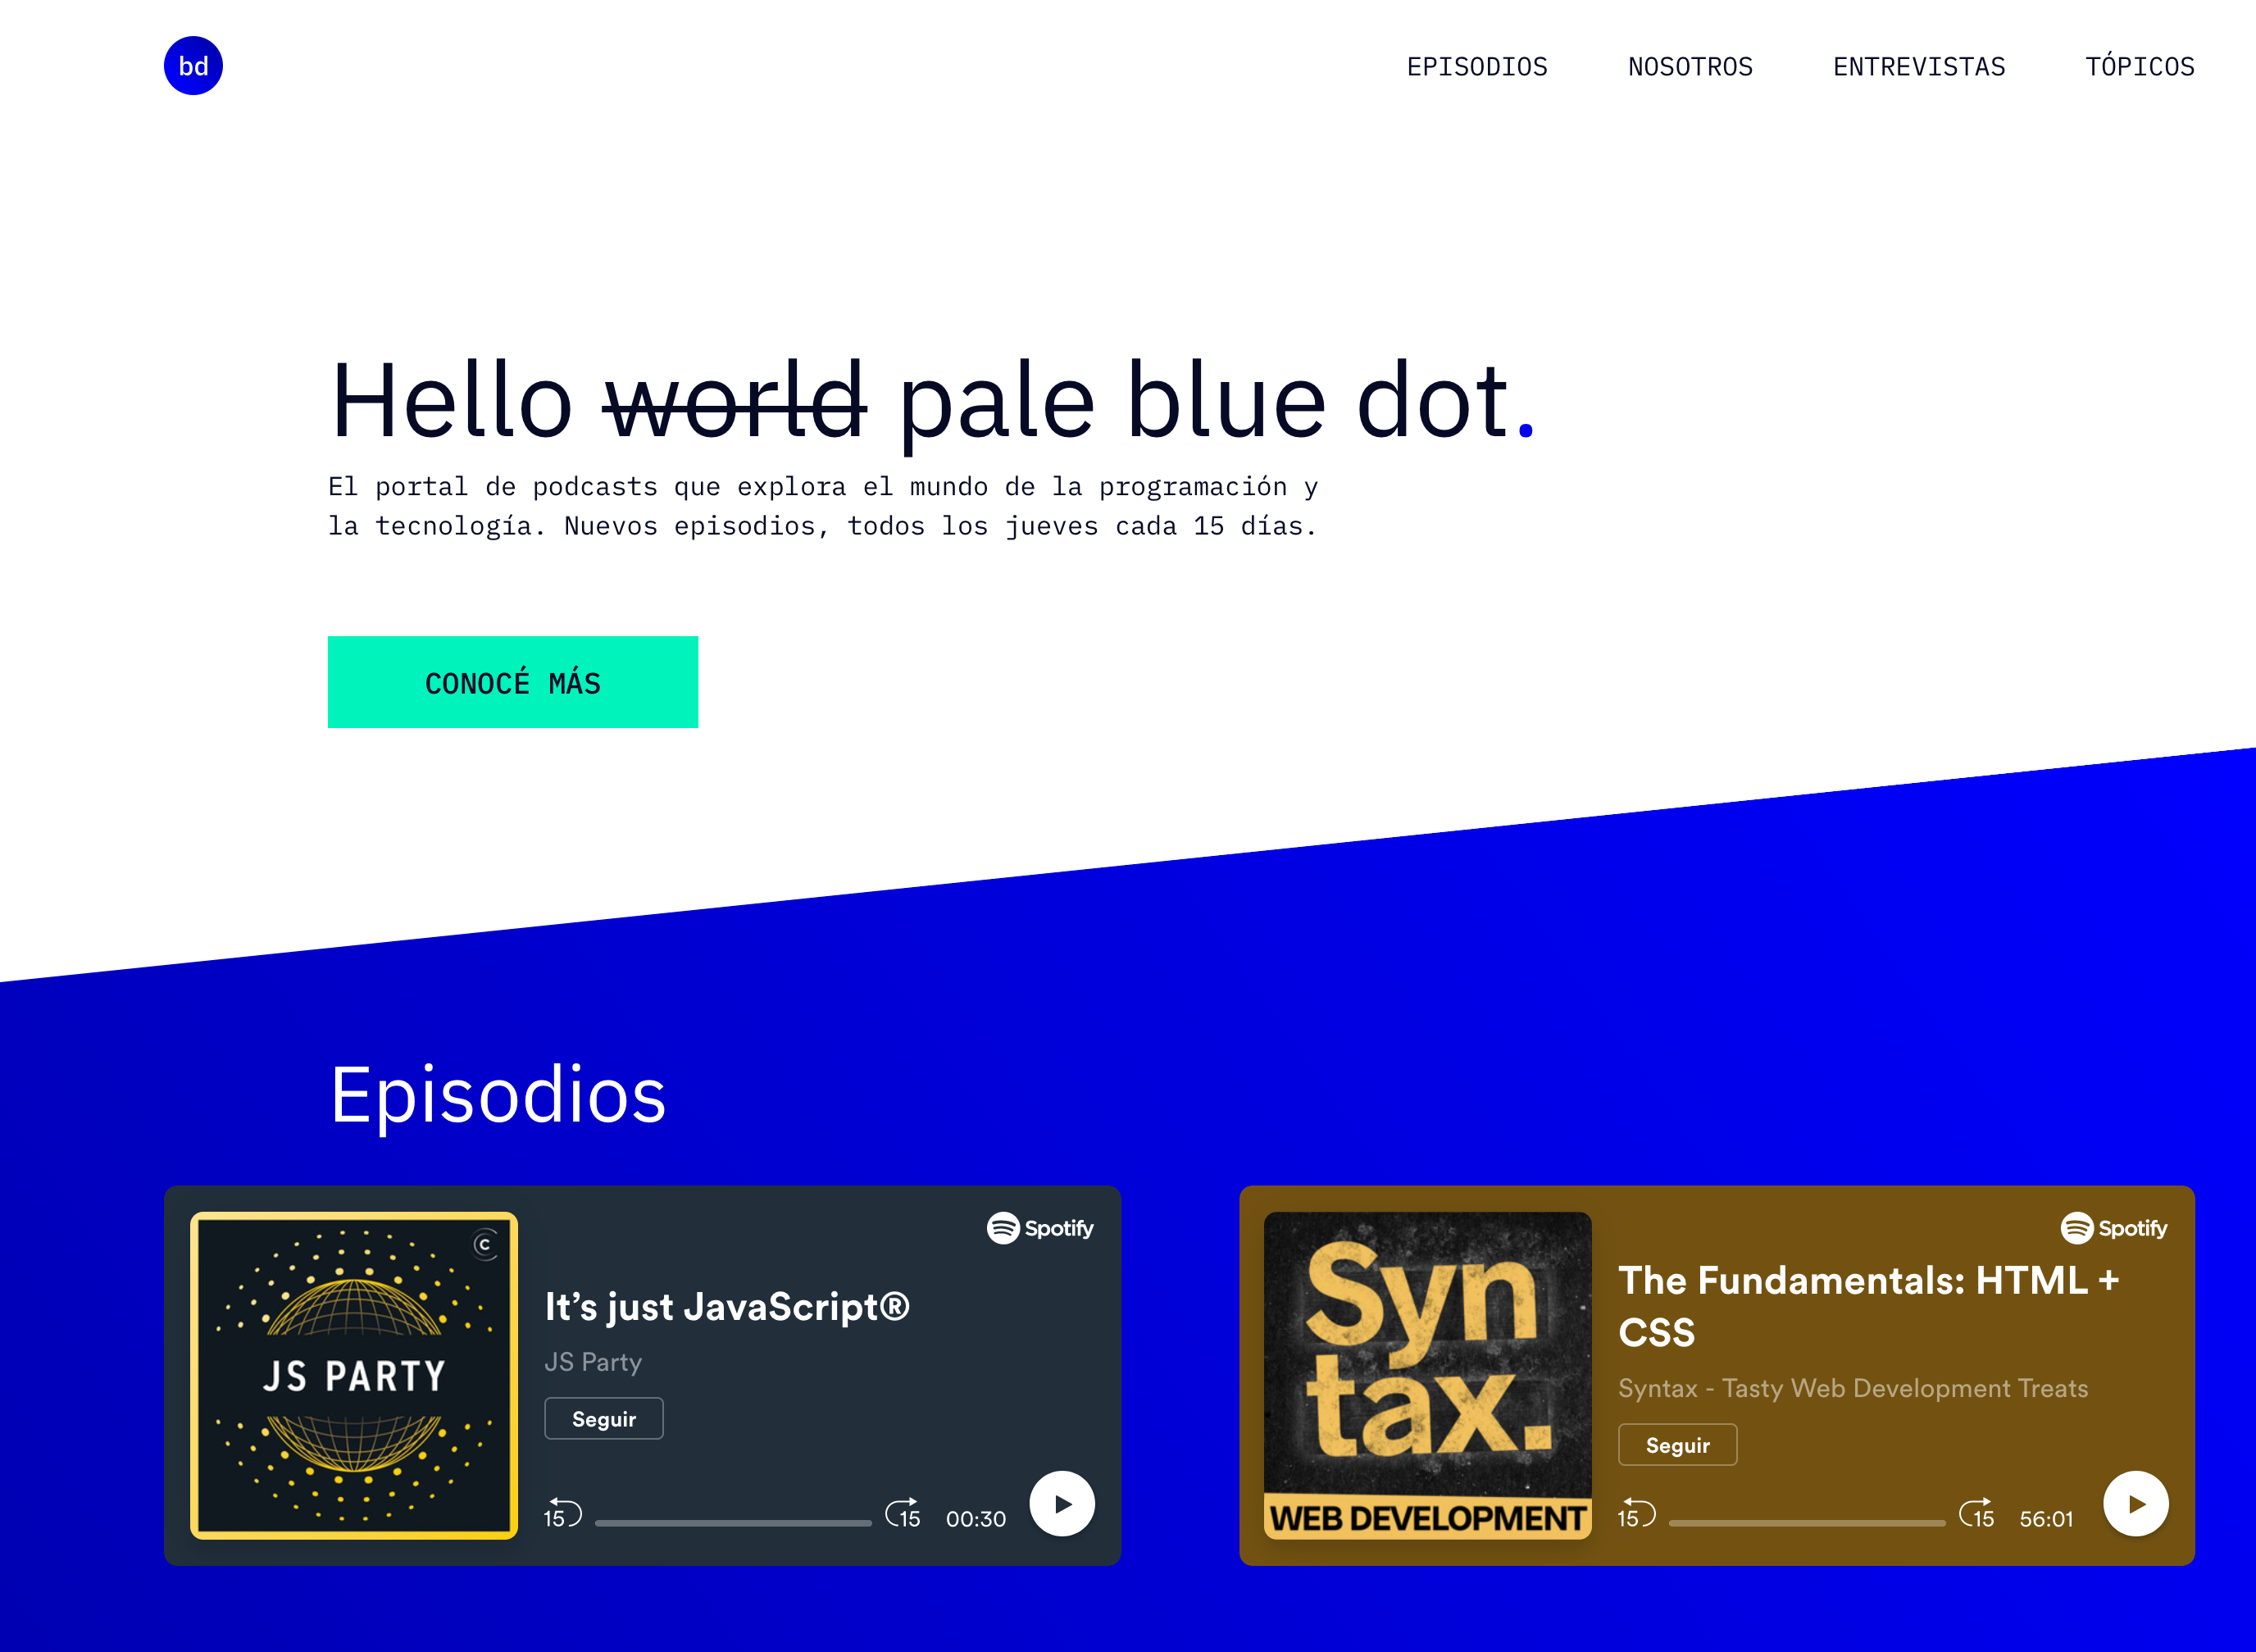 bd
EPISODIOS NOSOTROS ENTREVISTAS TÓPICOS
Hello world pale blue dot.
El portal de podcasts que explora el mundo de la programación y
la tecnología. Nuevos episodios, todos los jueves cada 15 días.
CONOCÉ MÁS
Episodios
C
JS PARTY
Spotify
It’s just JavaScript®
JS Party
Seguir
15 15 00:30
Syn
tax.
WEB DEVELOPMENT
Spotify
The Fundamentals: HTML +
CSS
Syntax - Tasty Web Development Treats
Seguir
15 15 56:01